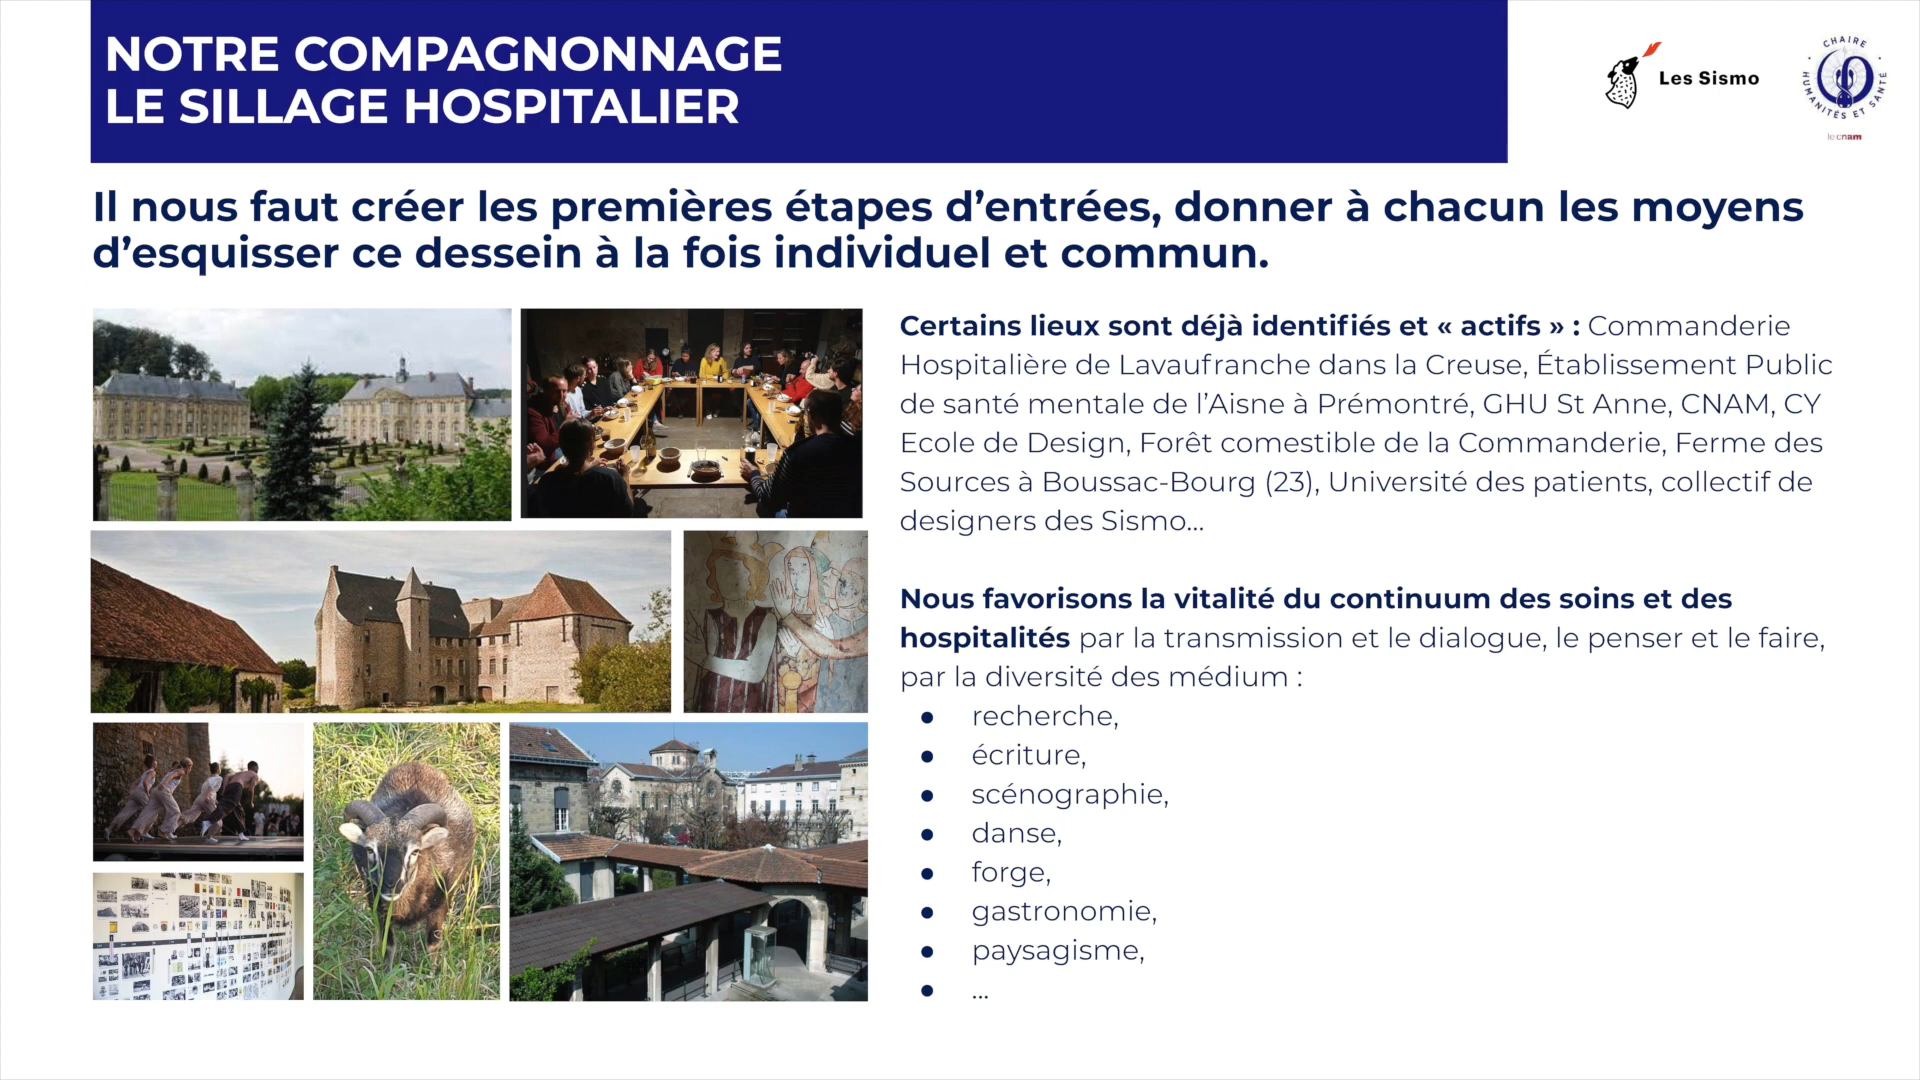 NOTRE COMPAGNONNAGE
LE SILLAGE HOSPITALIER
Les Sismo
CHAIRE
HUMANITÉS ET SANTÉ
le cnam
Il nous faut créer les premières étapes d’entrées, donner à chacun les moyens
d’esquisser ce dessein à la fois individuel et commun.
Certains lieux sont déjà identifiés et « actifs » : Commanderie
Hospitalière de Lavaufranche dans la Creuse, Établissement Public
de santé mentale de l’Aisne à Prémontré, GHU St Anne, CNAM, CY
Ecole de Design, Forêt comestible de la Commanderie, Ferme des
Sources à Boussac-Bourg (23), Université des patients, collectif de
designers des Sismo...
Nous favorisons la vitalité du continuum des soins et des
hospitalités par la transmission et le dialogue, le penser et le faire,
par la diversité des médium :
● recherche,
● écriture,
● scénographie,
● danse,
● forge,
● gastronomie,
● paysagisme,
● ...